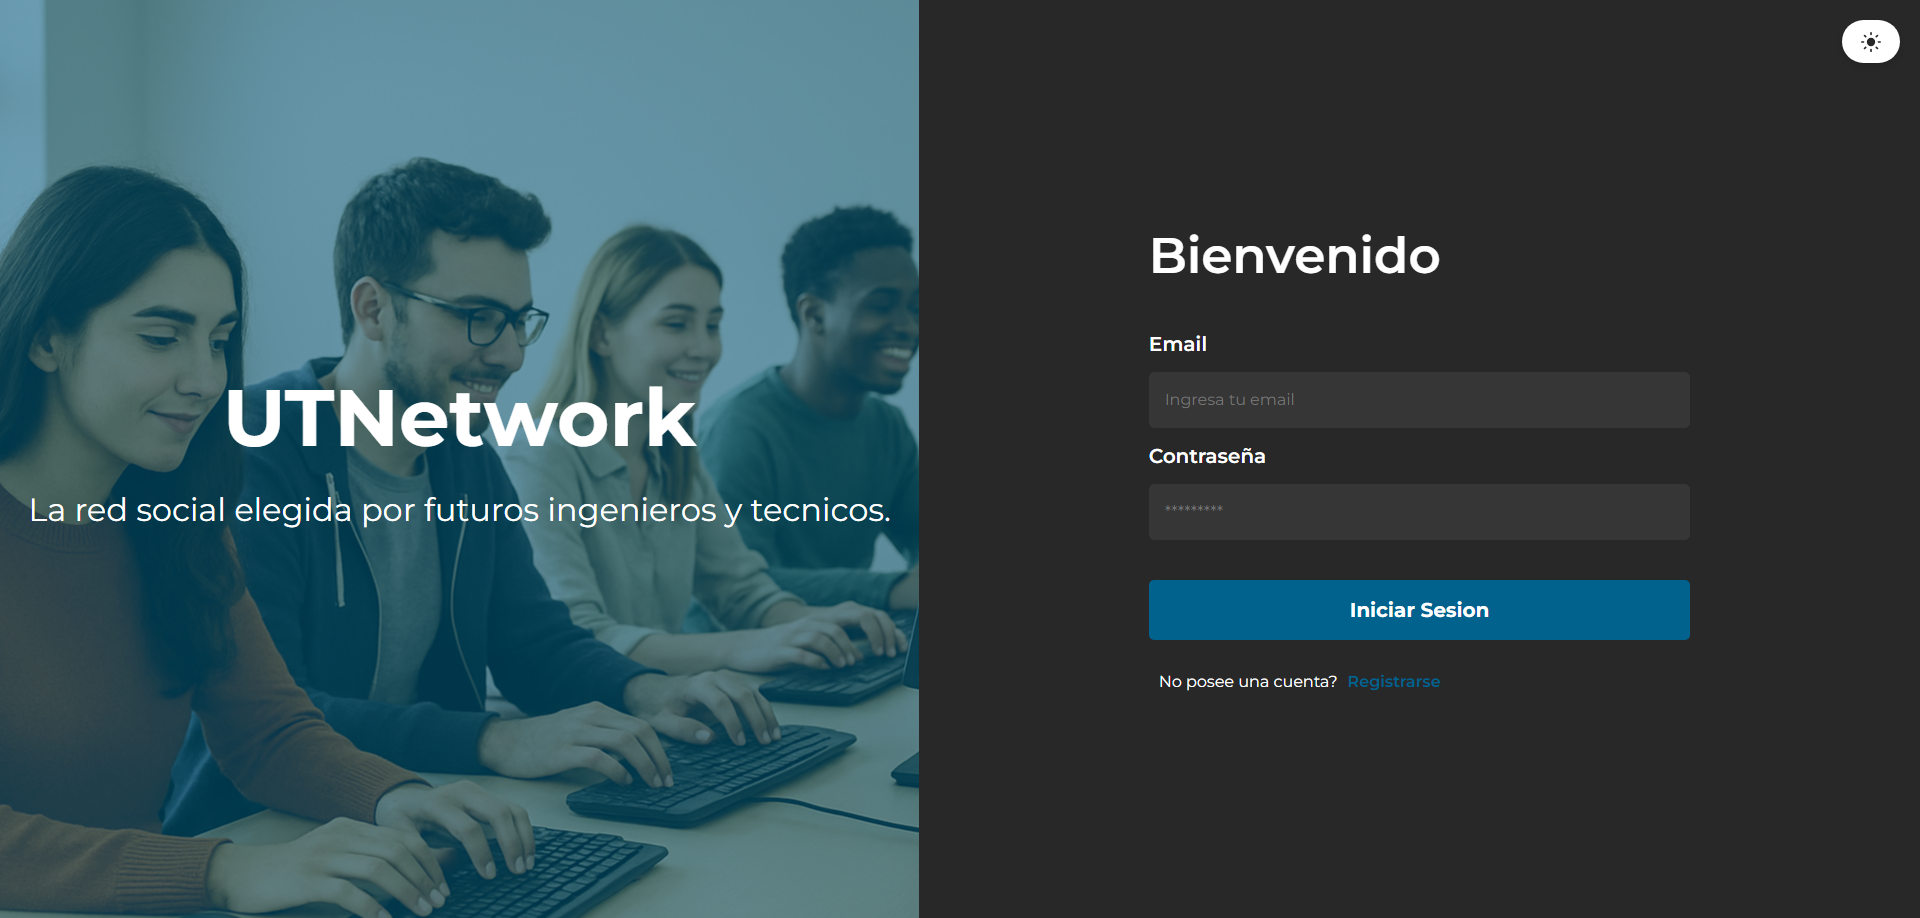 UTNetwork
La red social elegida por futuros ingenieros y tecnicos.
Bienvenido
Email
Ingresa tu email
Contraseña
*********
Iniciar Sesion
No posee una cuenta? Registrarse